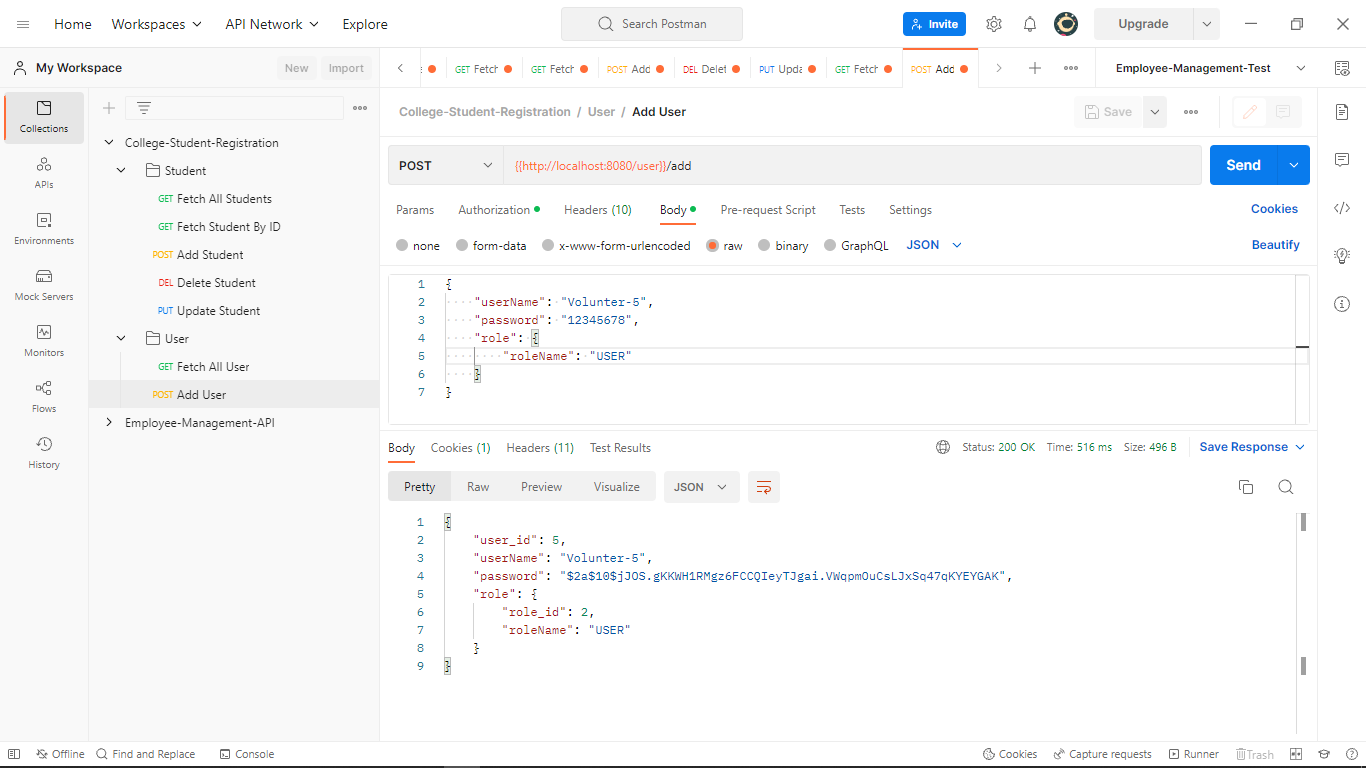 Home Workspaces API Network Explore Search Postman Invite Upgrade
My Workspace New Import GET Fetch GET Fetch POST Add DEL Delet PUT Upda GET Fetch POST Add Employee-Management-Test
Collections
APIs
Environments
Mock Servers
Monitors
Flows
History
College-Student-Registration
Student
GET Fetch All Students
GET Fetch Student By ID
POST Add Student
DEL Delete Student
PUT Update Student
User
GET Fetch All User
POST Add User
Employee-Management-API
College-Student-Registration / User / Add User Save
POST {{http://localhost:8080/user}}/add Send
Params Authorization Headers (10) Body Pre-request Script Tests Settings Cookies
none form-data x-www-form-urlencoded raw binary GraphQL JSON Beautify
1 {
2 "userName": "Volunter-5",
3 "password": "12345678",
4 "role": {
5 "roleName": "USER"
6 }
7 }
Body Cookies (1) Headers (11) Test Results Status: 200 OK Time: 516 ms Size: 496 B Save Response
Pretty Raw Preview Visualize JSON
1 {
2 "user_id": 5,
3 "userName": "Volunter-5",
4 "password": "$2a$10$jJOS.gKKWH1RMgz6FCCQIeyTJgai.VWqpmOuCsLJxSq47qKYEYGAK",
5 "role": {
6 "role_id": 2,
7 "roleName": "USER"
8 }
9 }
Offline Find and Replace Console Cookies Capture requests Runner Trash